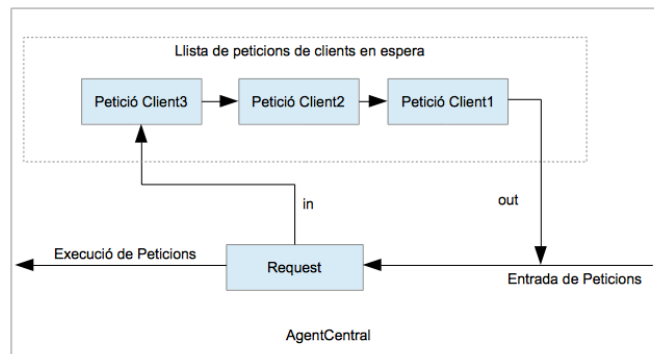 Llista de peticions de clients en espera
Petició Client3
Petició Client2
Petició Client1
in
out
Execució de Peticions
Request
Entrada de Peticions
AgentCentral